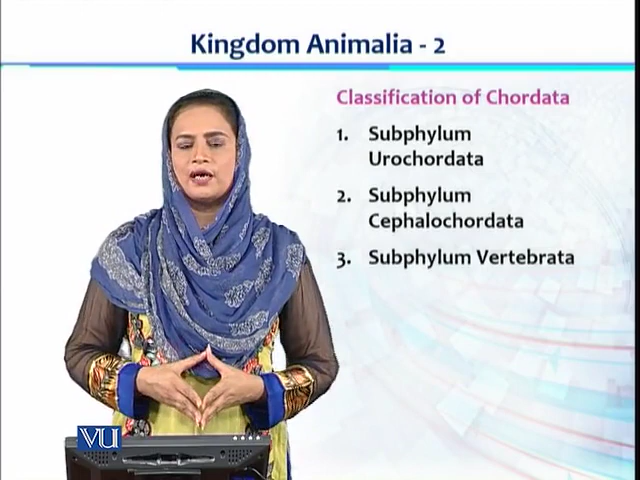 Kingdom Animalia - 2
Classification of Chordata
1. Subphylum
Urochordata
2. Subphylum
Cephalochordata
3. Subphylum Vertebrata
VU